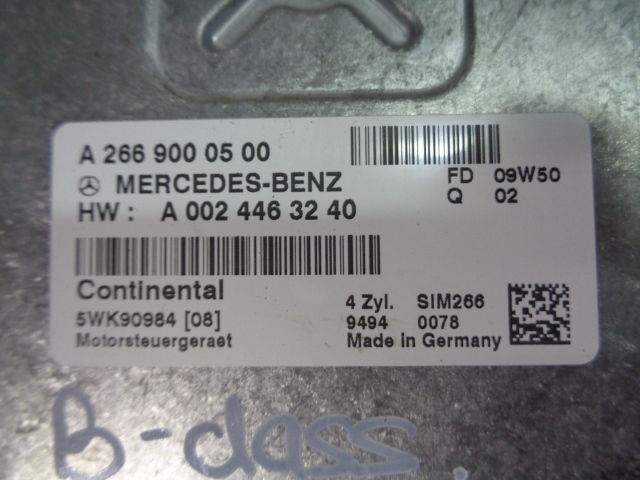 A 266 900 05 00
MERCEDES-BENZ
FD 09W50
Q 02
HW : A 002 446 32 40
Continental
5WK90984 [08]
Motorsteuergeraet
4 Zyl. SIM266
9494 0078
Made in Germany
B-class